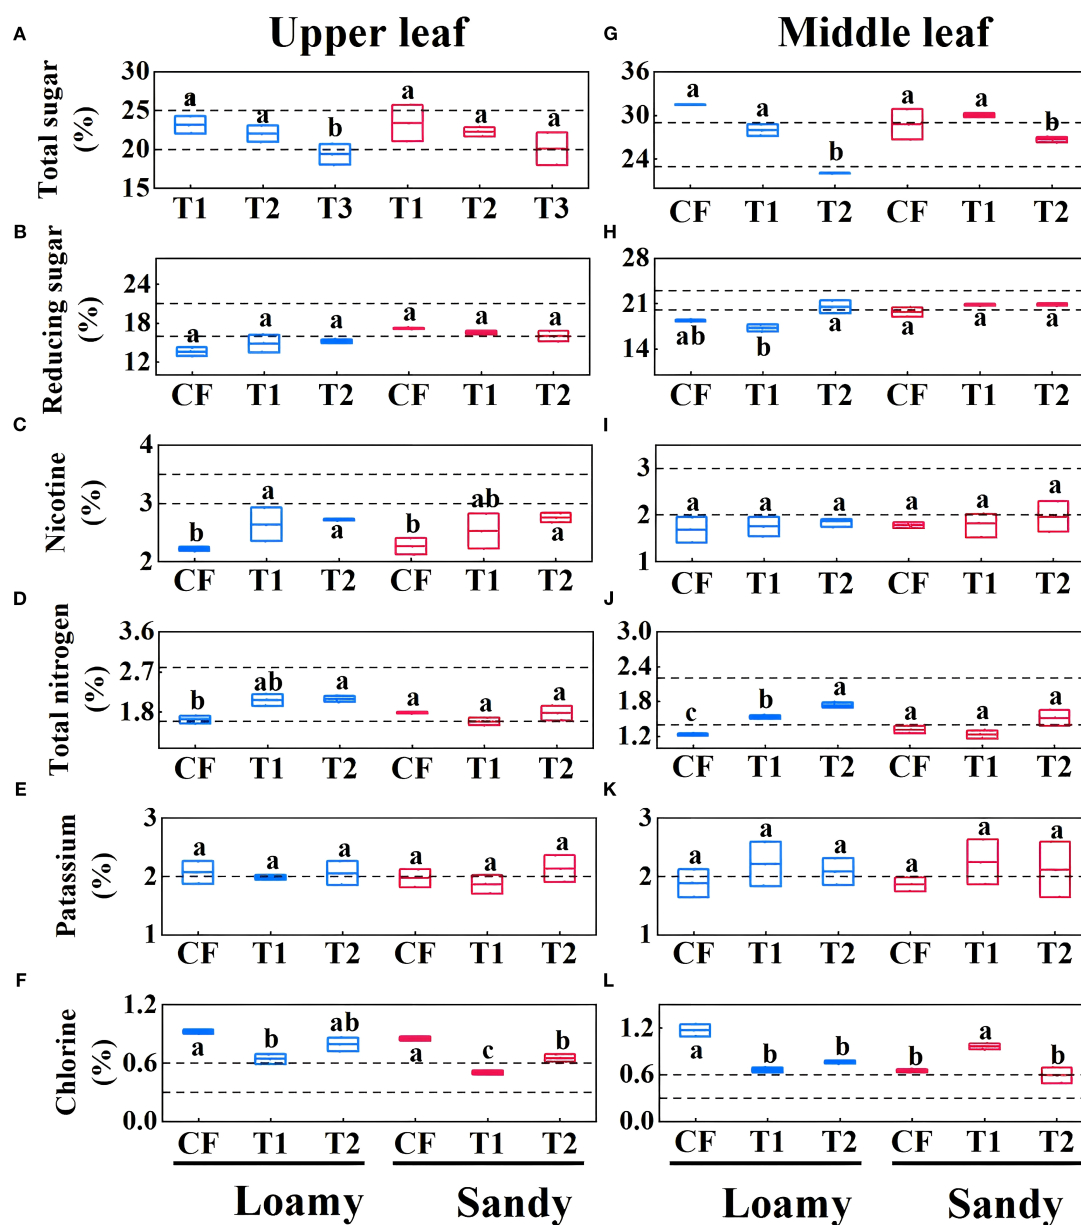 A Upper leaf
Total sugar (%)
30
25
20
15
a a b a a a
T1 T2 T3 T1 T2 T3
B
Reducing sugar (%)
24
18
12
a a a a a a
CF T1 T2 CF T1 T2
C
Nicotine (%)
4
3
2
b a a b ab a
CF T1 T2 CF T1 T2
D
Total nitrogen (%)
3.6
2.7
1.8
b ab a a a a
CF T1 T2 CF T1 T2
E
Patassium (%)
3
2
1
a a a a a a
CF T1 T2 CF T1 T2
F
Chlorine (%)
1.2
0.6
0.0
a b ab a c b
CF T1 T2 CF T1 T2
Loamy Sandy
G Middle leaf
36
30
24
a a b a a b
CF T1 T2 CF T1 T2
H
28
21
14
ab b a a a a
CF T1 T2 CF T1 T2
I
3
2
1
a a a a a a
CF T1 T2 CF T1 T2
J
3.0
2.4
1.8
1.2
c b a a a a
CF T1 T2 CF T1 T2
K
3
2
1
a a a a a a
CF T1 T2 CF T1 T2
L
1.2
0.6
0.0
a b b b a b
CF T1 T2 CF T1 T2
Loamy Sandy